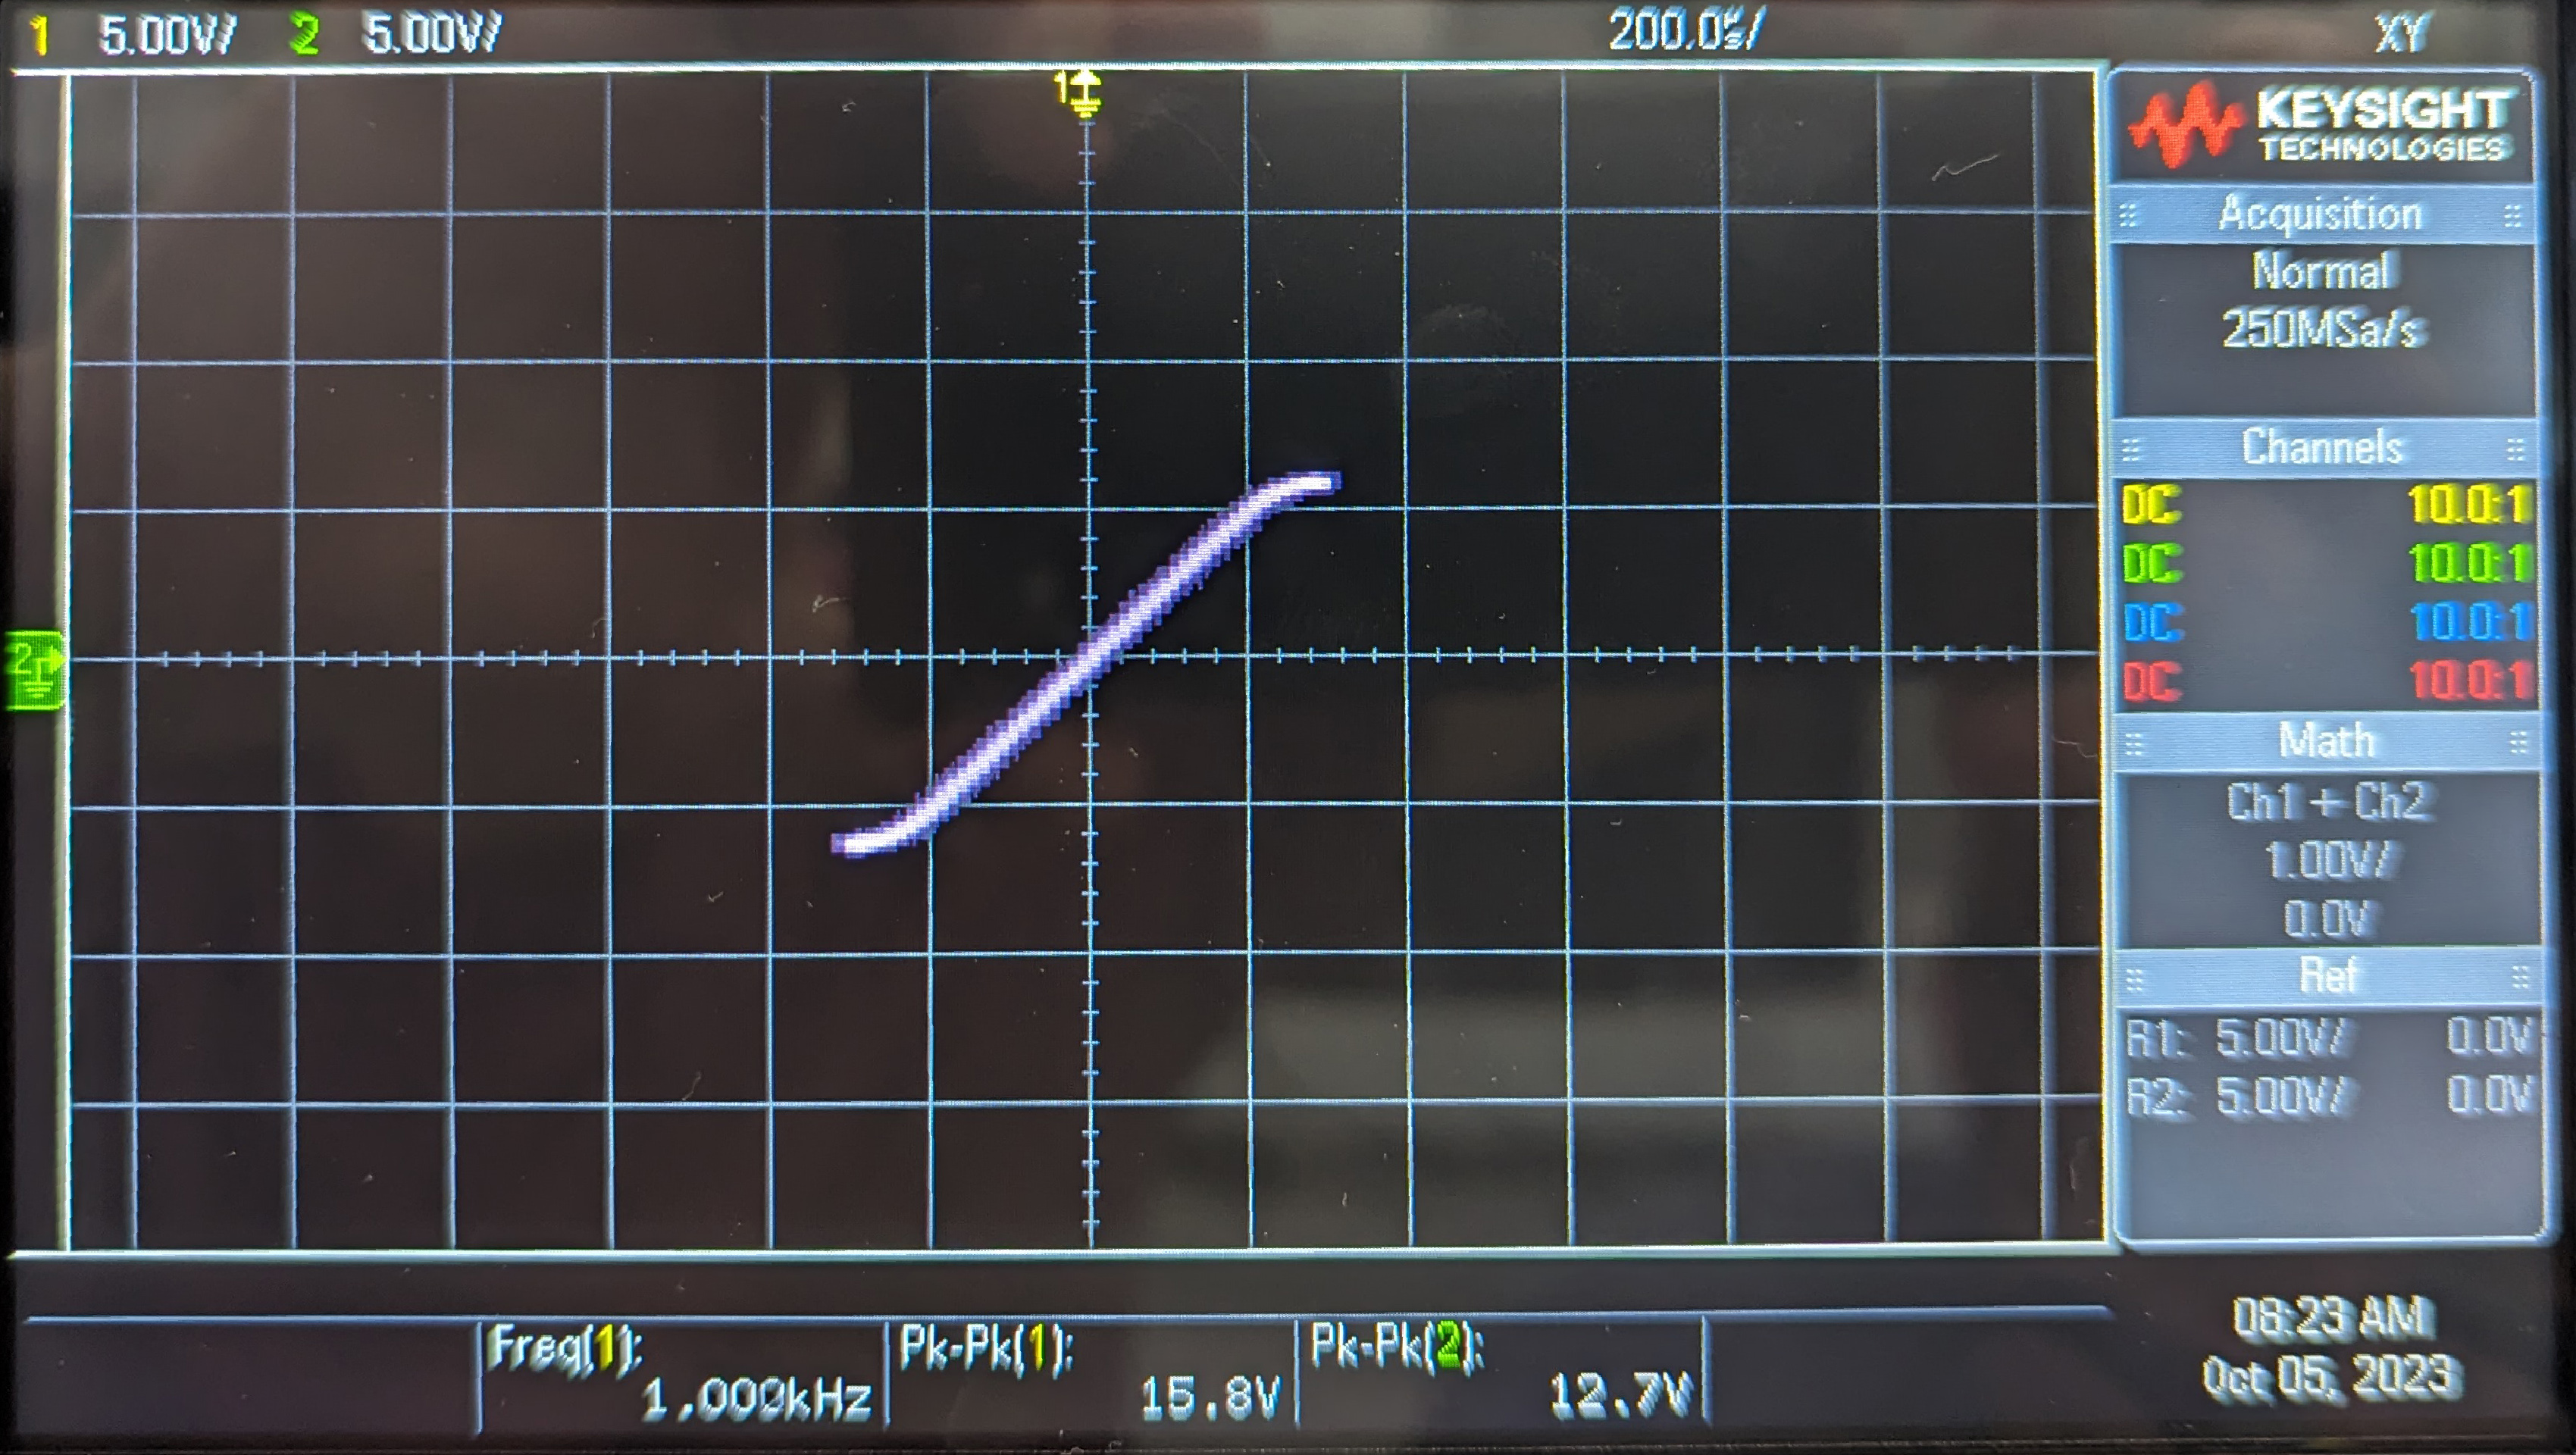 1 5.00V/ 2 5.00V/ 200.0µs/ XY
1
KEYSIGHT
TECHNOLOGIES
Acquisition
Normal
250MSa/s
Channels
DC 10.0:1
DC 10.0:1
DC 10.0:1
DC 10.0:1
2
Math
Ch1 + Ch2
1.00V/
0.0V
Ref
R1: 5.00V/ 0.0V
R2: 5.00V/ 0.0V
Freq(1): Pk-Pk(1): Pk-Pk(2):
1.000kHz 15.8V 12.7V
08:23 AM
Oct 05, 2023